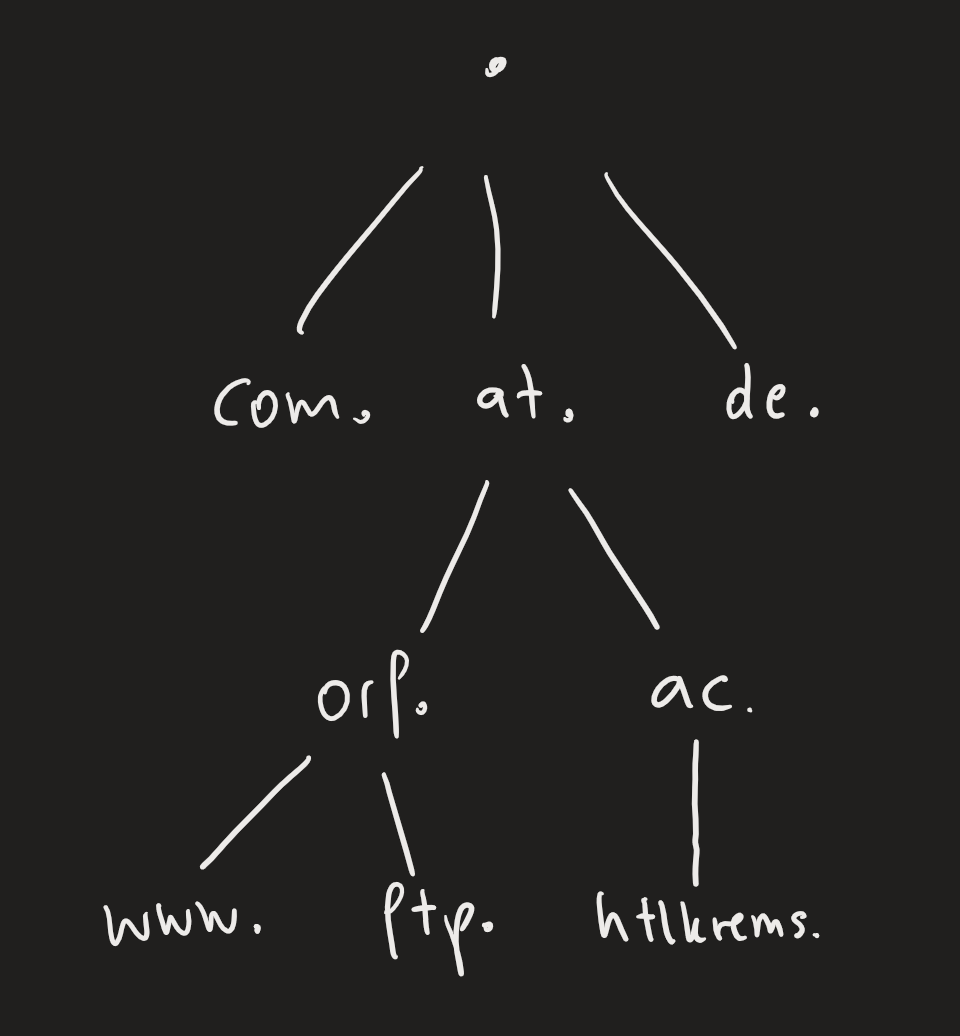 .
com. at. de.
orf. ac.
www. ftp. htlkrems.